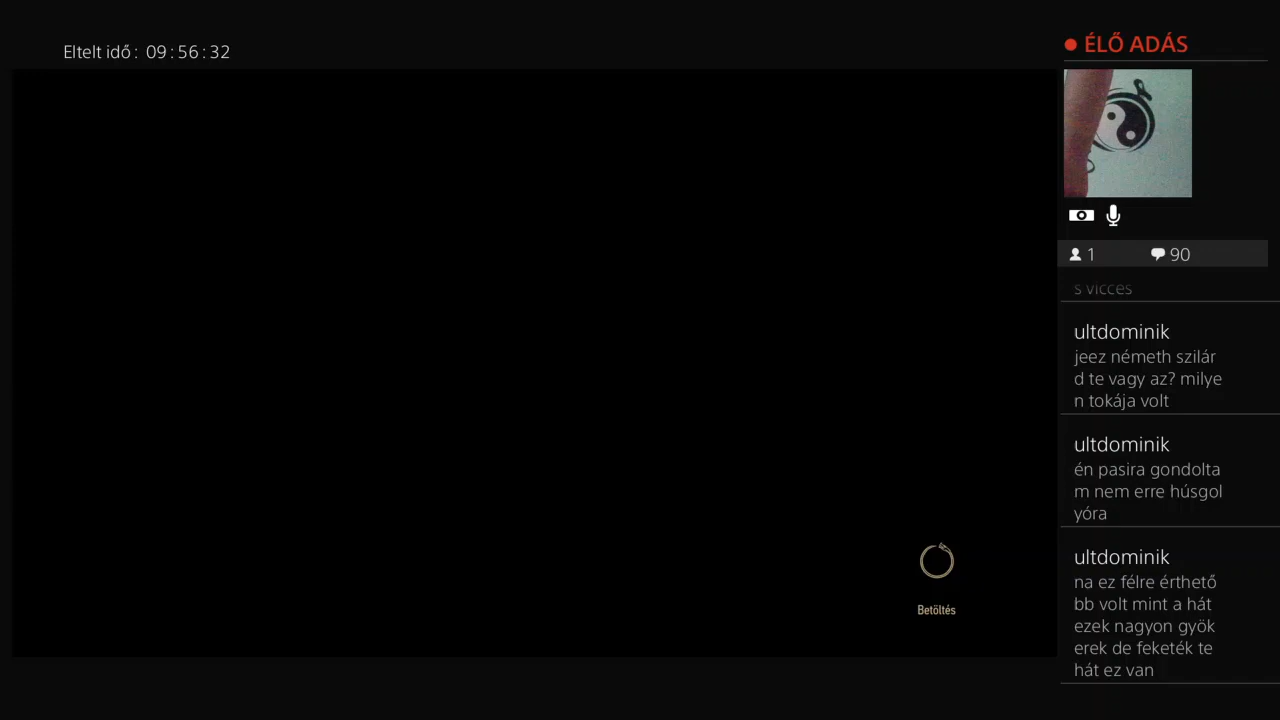 Eltelt idő: 09:56:32
ÉLŐ ADÁS
1
90
s vicces
ultdominik
jeez németh szilár
d te vagy az? milye
n tokája volt
ultdominik
én pasira gondolta
m nem erre húsgol
yóra
ultdominik
na ez félre érthető
bb volt mint a hát
ezek nagyon gyök
erek de feketék te
hát ez van
Betöltés